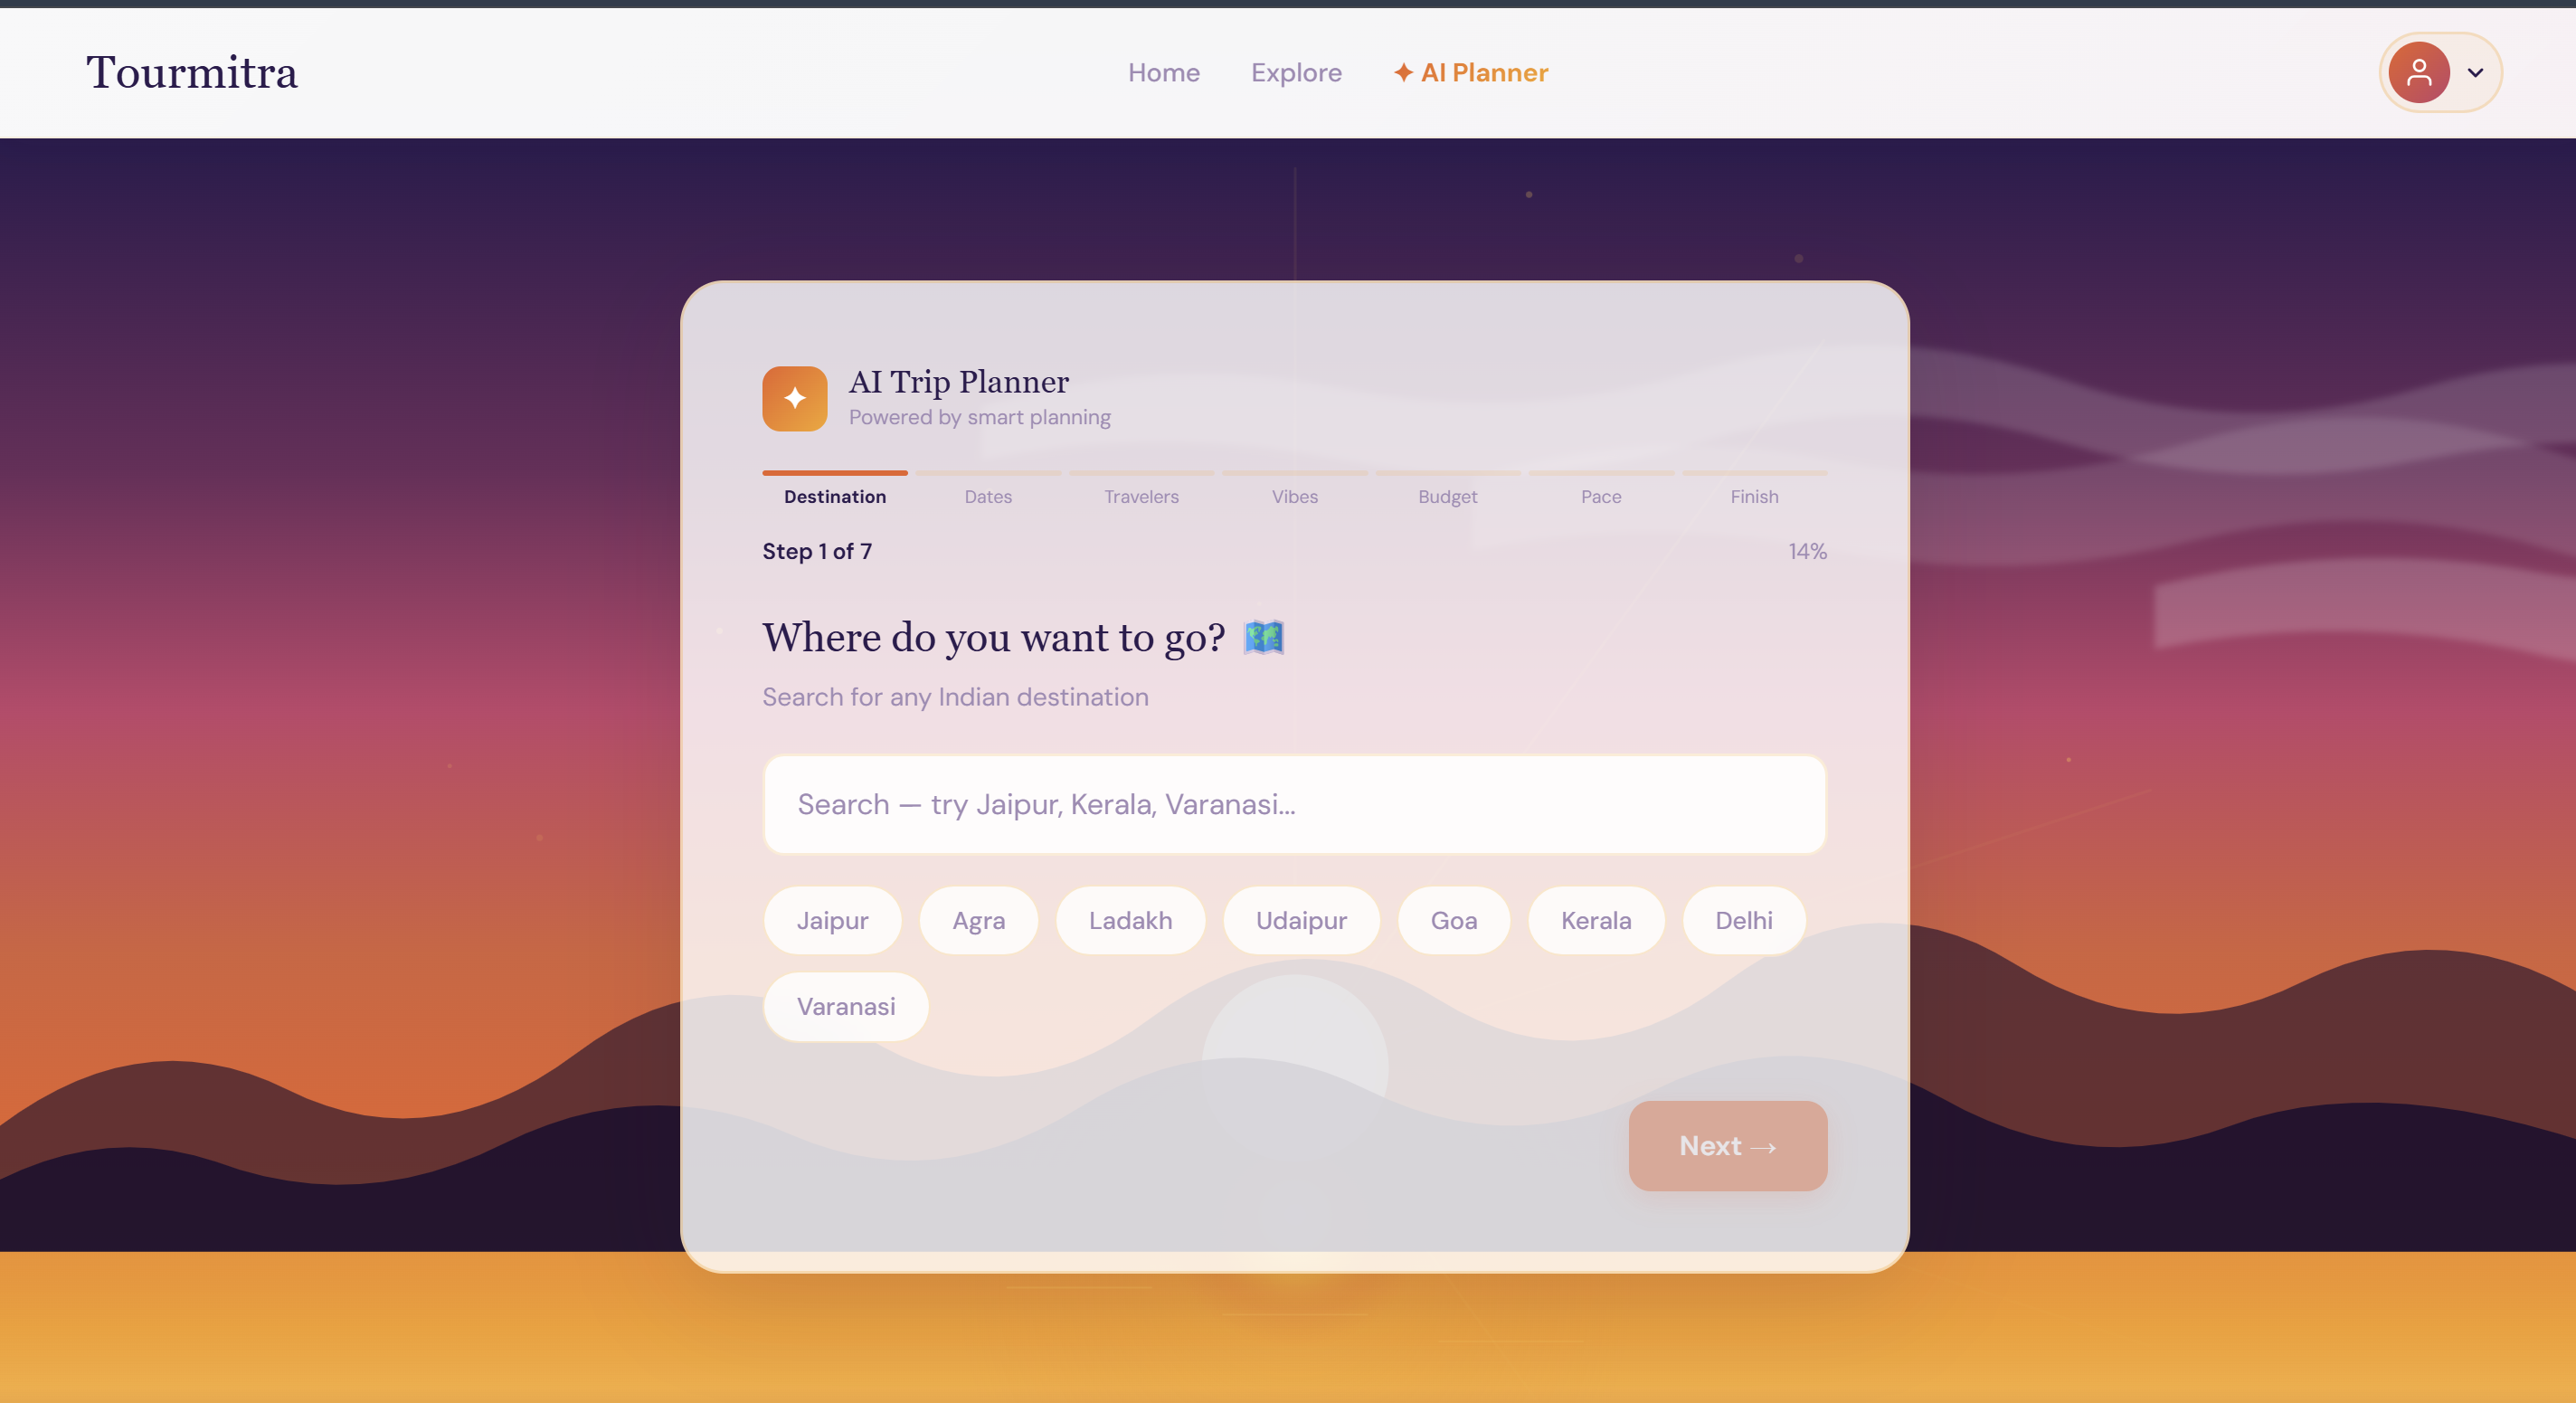 Tourmitra
Home Explore ✦ AI Planner
AI Trip Planner
Powered by smart planning
Destination Dates Travelers Vibes Budget Pace Finish
Step 1 of 7 14%
Where do you want to go? 🗺️
Search for any Indian destination
Search — try Jaipur, Kerala, Varanasi...
Jaipur Agra Ladakh Udaipur Goa Kerala Delhi
Varanasi
Next →